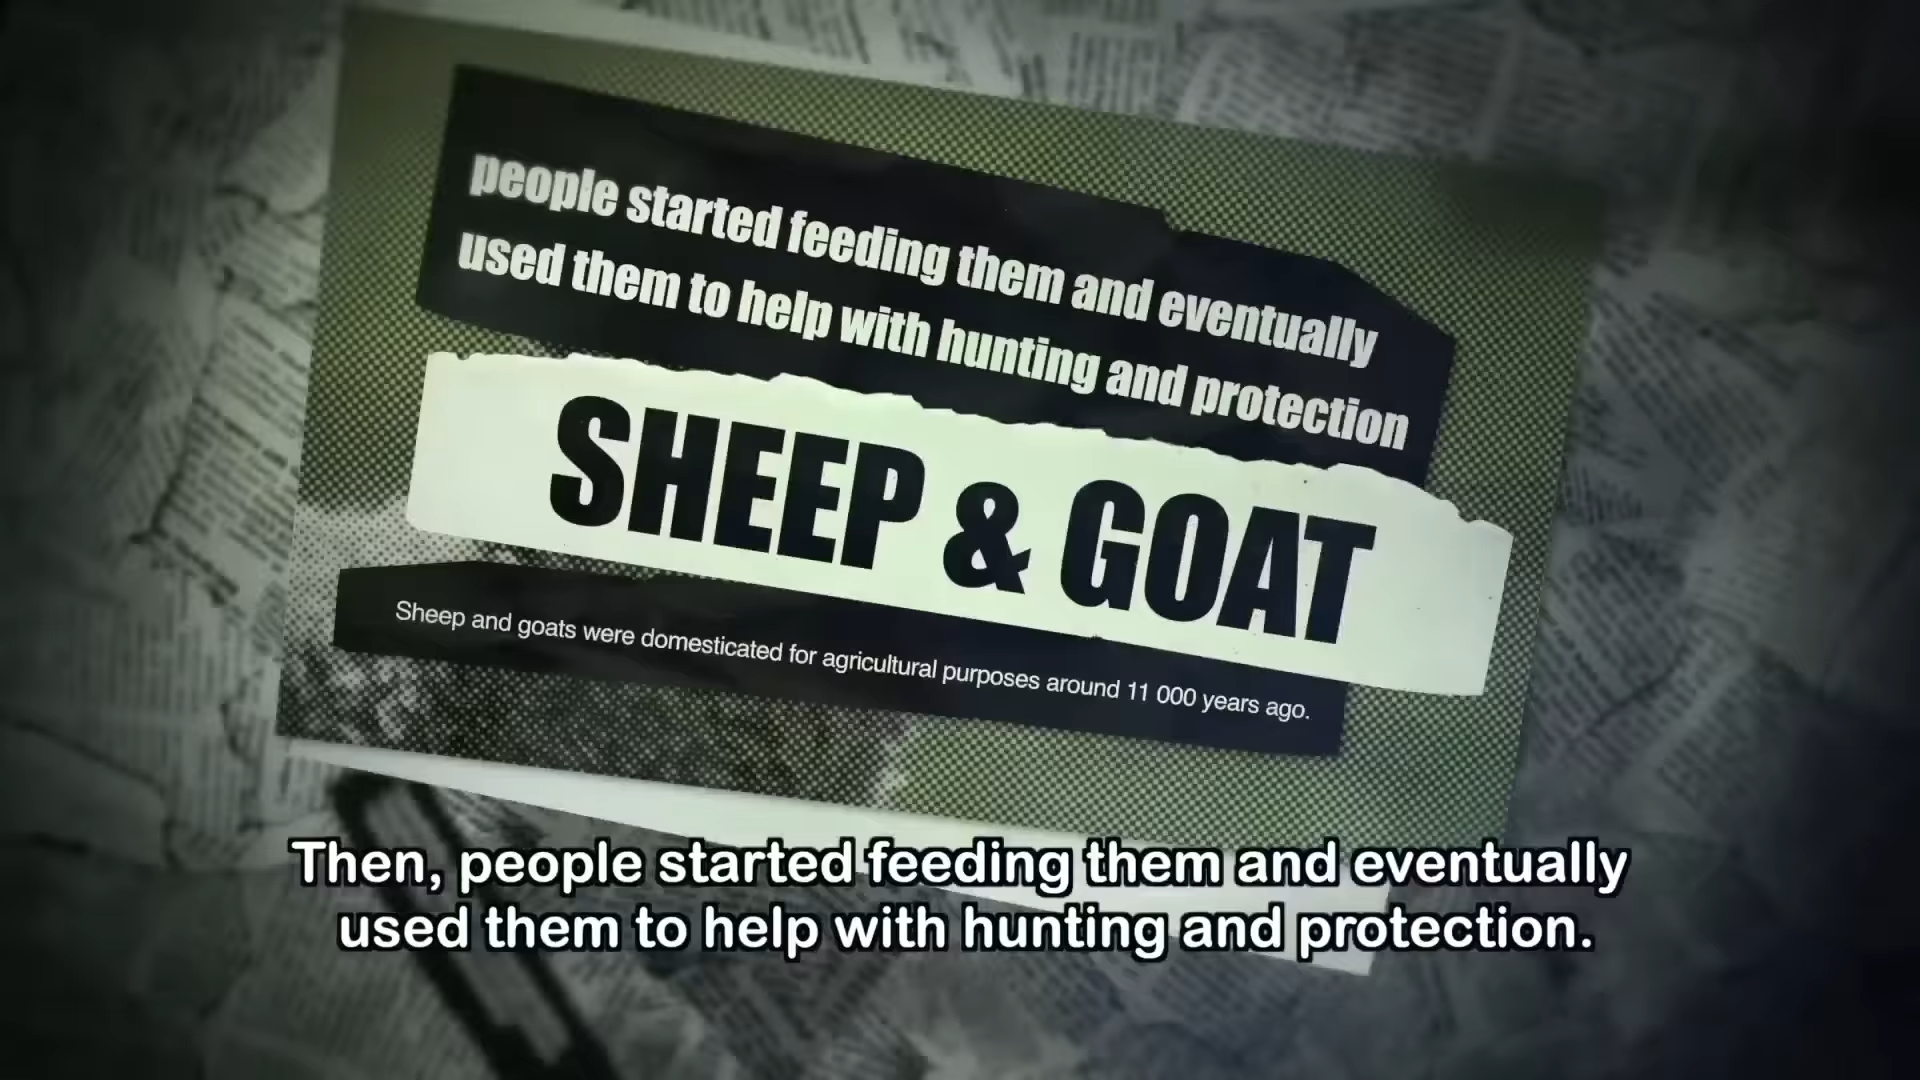 people started feeding them and eventually
used them to help with hunting and protection
SHEEP & GOAT
Sheep and goats were domesticated for agricultural purposes around 11 000 years ago.
Then, people started feeding them and eventually
used them to help with hunting and protection.